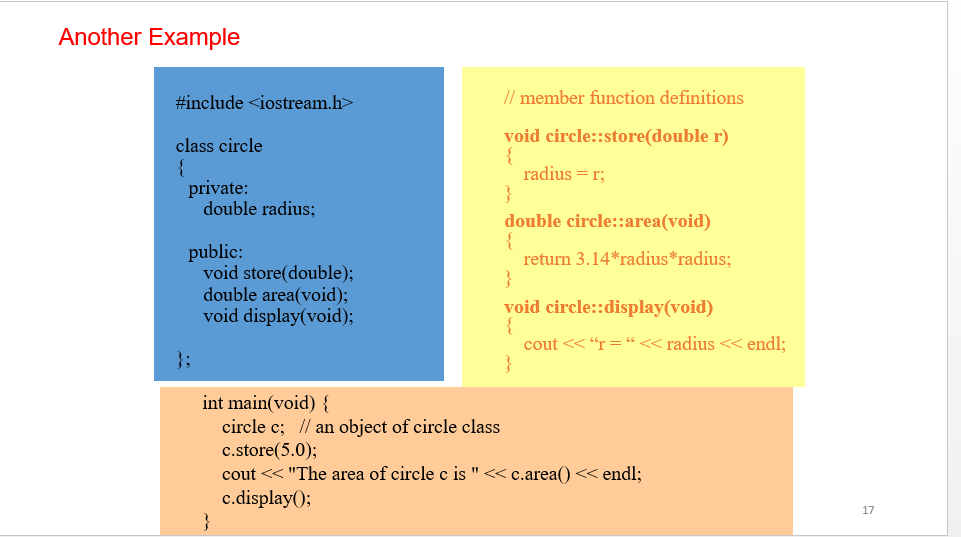 Another Example
#include <iostream.h>
class circle
{
private:
double radius;
public:
void store(double);
double area(void);
void display(void);
};
// member function definitions
void circle::store(double r)
{
radius = r;
}
double circle::area(void)
{
return 3.14*radius*radius;
}
void circle::display(void)
{
cout << “r = “ << radius << endl;
}
int main(void) {
circle c;   // an object of circle class
c.store(5.0);
cout << "The area of circle c is " << c.area() << endl;
c.display();
}
17